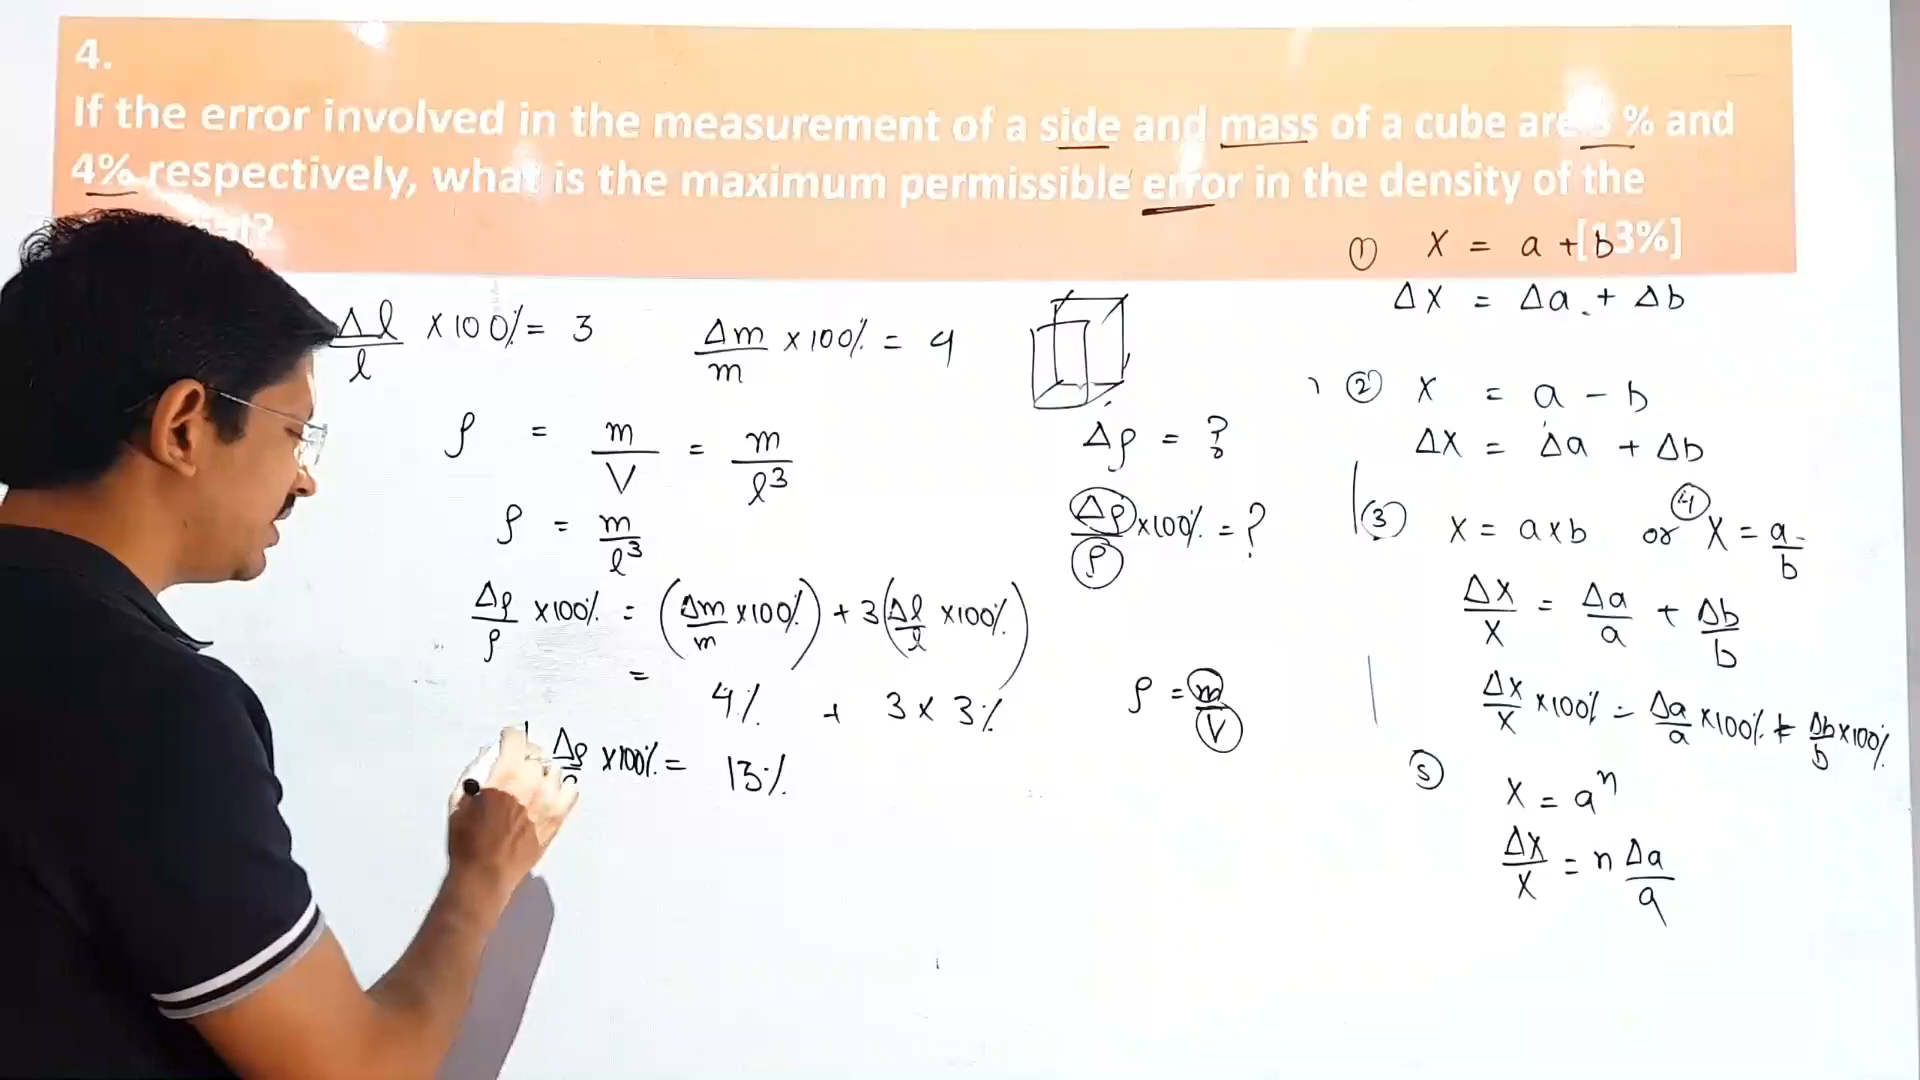 4.
If the error involved in the measurement of a side and mass of a cube are % and
4% respectively, what is the maximum permissible error in the density of the
[13%]
① X = a + b
ΔX = Δa + Δb
Δl/l × 100% = 3
Δm/m × 100% = 4
② X = a - b
ΔX = Δa + Δb
ρ = m/V = m/l³
Δρ = ?
ρ = m/l³
Δρ/ρ × 100% = ?
③ X = a x b or ④ X = a/b
Δρ/ρ × 100% = (Δm/m × 100%) + 3(Δl/l × 100%)
ΔX/X = Δa/a + Δb/b
= 4% + 3 × 3%
ρ = m/V
Δx/x × 100% = Δa/a × 100% + Δb/b × 100%
Δρ/ρ × 100% = 13%
⑤ X = aⁿ
ΔX/X = n Δa/a